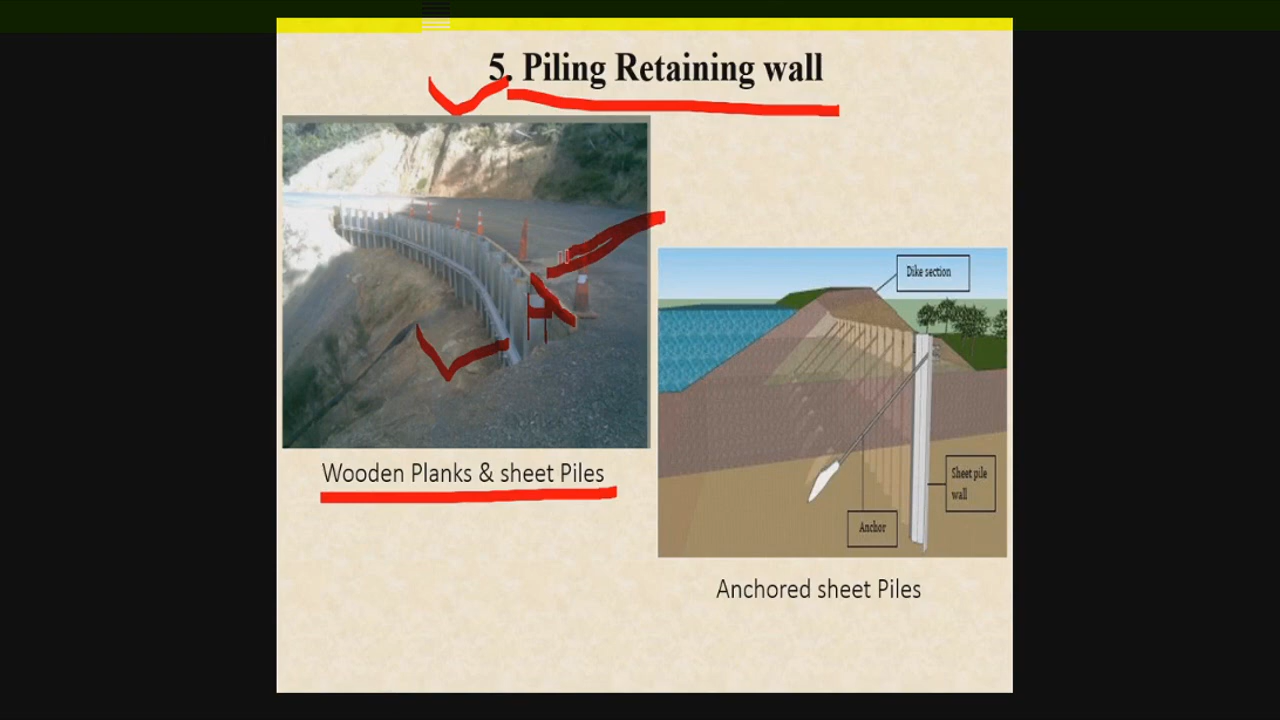 5. Piling Retaining wall
Dike section
Sheet pile
wall
Anchor
Wooden Planks & sheet Piles
Anchored sheet Piles